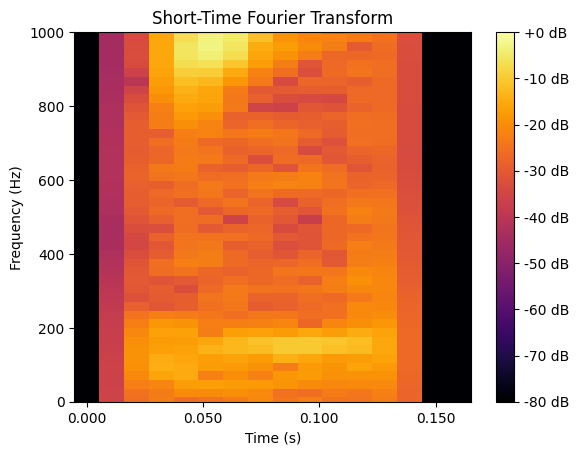 Short-Time Fourier Transform
1000
800
600
400
200
0
Frequency (Hz)
0.000
0.050
0.100
0.150
Time (s)
+0 dB
-10 dB
-20 dB
-30 dB
-40 dB
-50 dB
-60 dB
-70 dB
-80 dB